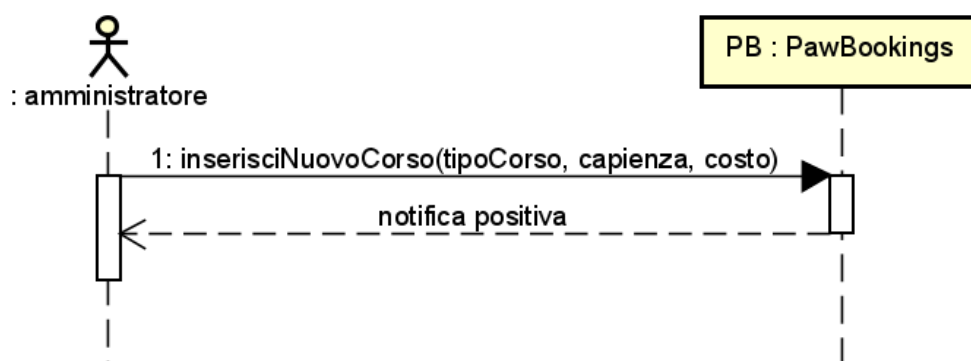 PB : PawBookings
: amministratore
1: inserisciNuovoCorso(tipoCorso, capienza, costo)
notifica positiva